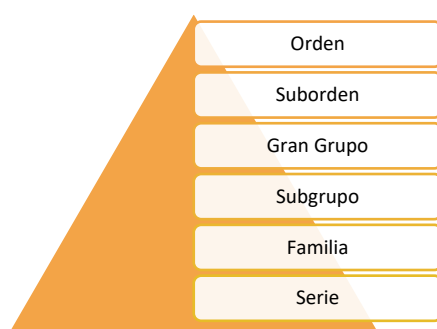 Orden
Suborden
Gran Grupo
Subgrupo
Familia
Serie